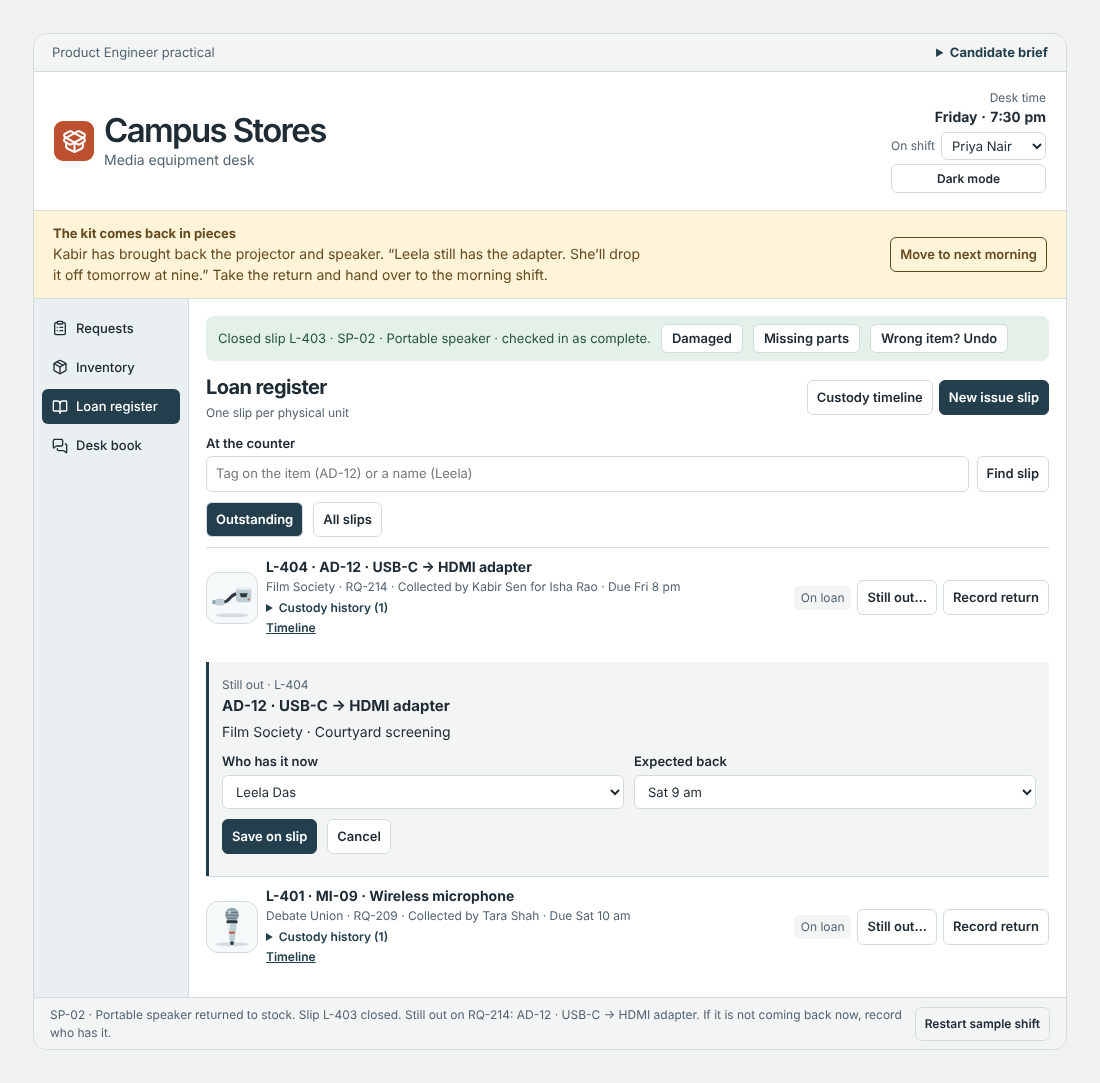 Product Engineer practical
Candidate brief
Campus Stores
Media equipment desk
Desk time
Friday · 7:30 pm
On shift
Priya Nair
Dark mode
The kit comes back in pieces
Kabir has brought back the projector and speaker. “Leela still has the adapter. She’ll drop
it off tomorrow at nine.” Take the return and hand over to the morning shift.
Move to next morning
Requests
Inventory
Loan register
Desk book
Closed slip L-403 · SP-02 · Portable speaker · checked in as complete.
Damaged
Missing parts
Wrong item? Undo
Loan register
One slip per physical unit
Custody timeline
New issue slip
At the counter
Tag on the item (AD-12) or a name (Leela)
Find slip
Outstanding
All slips
L-404 · AD-12 · USB-C → HDMI adapter
Film Society · RQ-214 · Collected by Kabir Sen for Isha Rao · Due Fri 8 pm
Custody history (1)
Timeline
On loan
Still out...
Record return
Still out · L-404
AD-12 · USB-C → HDMI adapter
Film Society · Courtyard screening
Who has it now
Expected back
Leela Das
Sat 9 am
Save on slip
Cancel
L-401 · MI-09 · Wireless microphone
Debate Union · RQ-209 · Collected by Tara Shah · Due Sat 10 am
Custody history (1)
Timeline
On loan
Still out...
Record return
SP-02 · Portable speaker returned to stock. Slip L-403 closed. Still out on RQ-214: AD-12 · USB-C → HDMI adapter. If it is not coming back now, record
who has it.
Restart sample shift